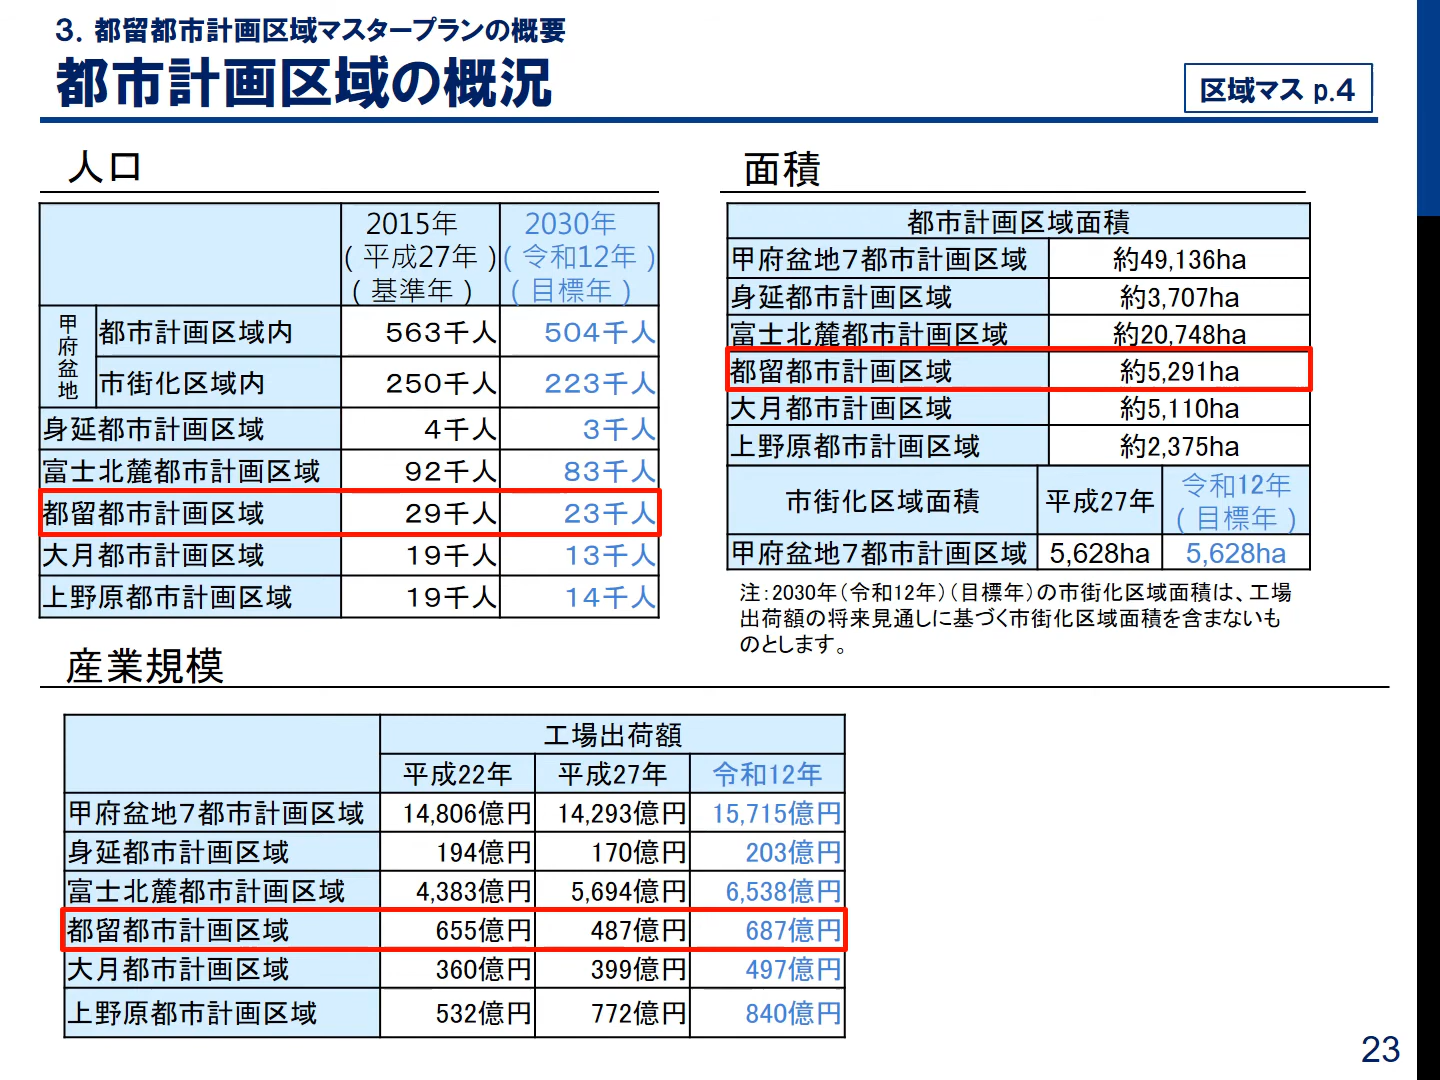 3. 都留都市計画区域マスタープランの概要
都市計画区域の概況
区域マス p.4
人口
2015年 2030年
(平成27年) (令和12年)
(基準年) (目標年)
甲府盆地 都市計画区域内 563千人 504千人
市街化区域内 250千人 223千人
身延都市計画区域 4千人 3千人
富士北麓都市計画区域 92千人 83千人
都留都市計画区域 29千人 23千人
大月都市計画区域 19千人 13千人
上野原都市計画区域 19千人 14千人
面積
都市計画区域面積
甲府盆地7都市計画区域 約49,136ha
身延都市計画区域 約3,707ha
富士北麓都市計画区域 約20,748ha
都留都市計画区域 約5,291ha
大月都市計画区域 約5,110ha
上野原都市計画区域 約2,375ha
市街化区域面積 平成27年 令和12年
(目標年)
甲府盆地7都市計画区域 5,628ha 5,628ha
注：2030年（令和12年）（目標年）の市街化区域面積は、工場
出荷額の将来見通しに基づく市街化区域面積を含まないも
のとします。
産業規模
工場出荷額
平成22年 平成27年 令和12年
甲府盆地7都市計画区域 14,806億円 14,293億円 15,715億円
身延都市計画区域 194億円 170億円 203億円
富士北麓都市計画区域 4,383億円 5,694億円 6,538億円
都留都市計画区域 655億円 487億円 687億円
大月都市計画区域 360億円 399億円 497億円
上野原都市計画区域 532億円 772億円 840億円
23